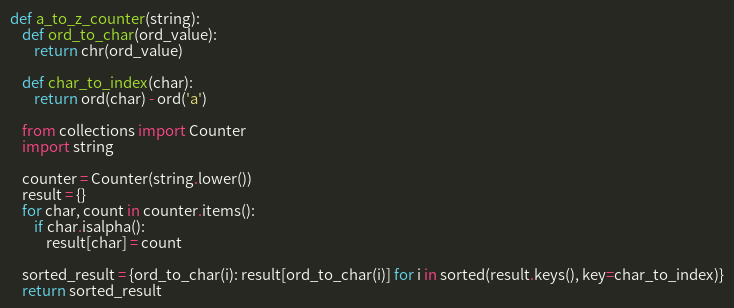 def a_to_z_counter(string):
    def ord_to_char(ord_value):
        return chr(ord_value)

    def char_to_index(char):
        return ord(char) - ord('a')

    from collections import Counter
    import string

    counter = Counter(string.lower())
    result = {}
    for char, count in counter.items():
        if char.isalpha():
            result[char] = count

    sorted_result = {ord_to_char(i): result[ord_to_char(i)] for i in sorted(result.keys(), key=char_to_index)}
    return sorted_result